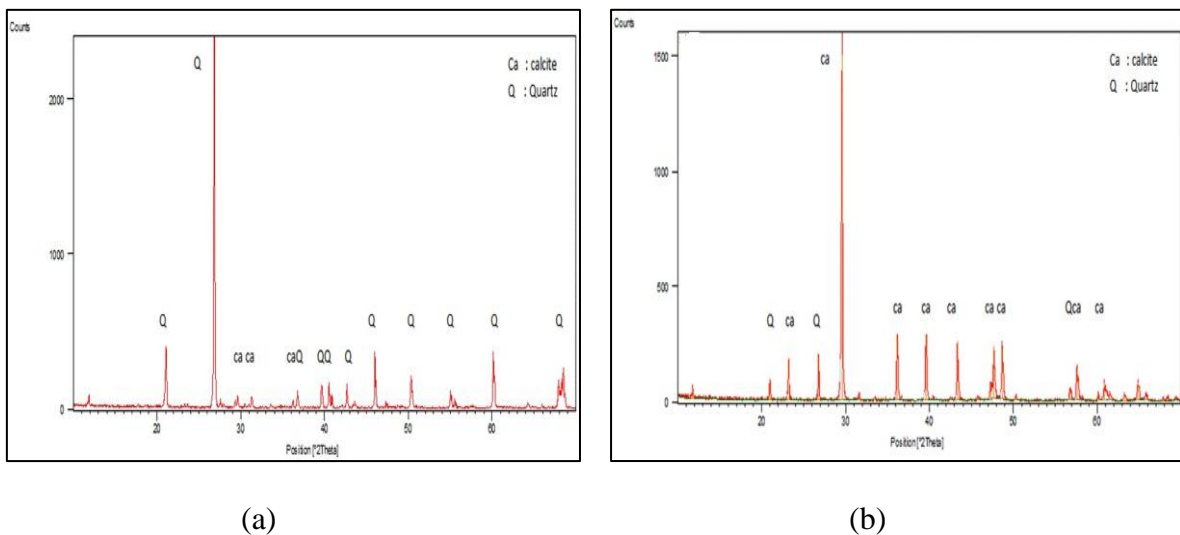 Counts
Q
Ca : calcite
Q : Quartz
2000
1000
0
Q
ca ca
caQ
QQ
Q
Q
Q
Q
Q
Q
20
30
40
50
60
Position [°2Theta]
(a)
Counts
ca
Ca : calcite
Q : Quartz
1500
1000
500
0
Q
ca
Q
ca
ca
ca
ca
ca
Qca
ca
20
30
40
50
60
Position [°2Theta]
(b)